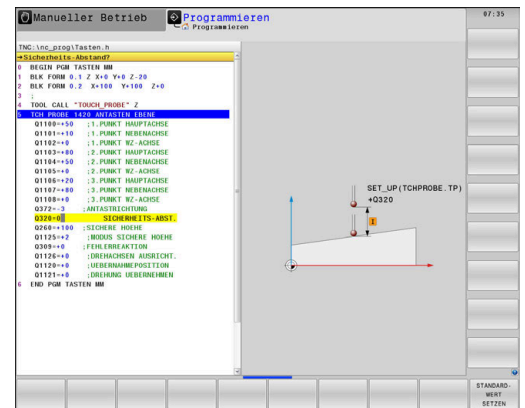 Manueller Betrieb
Programmieren
Programmieren
07:35
TNC:\nc_prog\Tasten.h
→Sicherheits-Abstand?
0 BEGIN PGM TASTEN MM
1 BLK FORM 0.1 Z X+0 Y+0 Z-20
2 BLK FORM 0.2 X+100 Y+100 Z+0
3 ;
4 TOOL CALL "TOUCH_PROBE" Z
5 TCH PROBE 1420 ANTASTEN EBENE
Q1100=+50 ;1.PUNKT HAUPTACHSE
Q1101=+10 ;1.PUNKT NEBENACHSE
Q1102=+0 ;1.PUNKT WZ-ACHSE
Q1103=+80 ;2.PUNKT HAUPTACHSE
Q1104=+50 ;2.PUNKT NEBENACHSE
Q1105=+0 ;2.PUNKT WZ-ACHSE
Q1106=+20 ;3.PUNKT HAUPTACHSE
Q1107=+80 ;3.PUNKT NEBENACHSE
Q1108=+0 ;3.PUNKT WZ-ACHSE
Q372=-3 ;ANTASTRICHTUNG
Q320=0 SICHERHEITS-ABST.
Q260=+100 ;SICHERE HOEHE
Q1125=+2 ;MODUS SICHERE HOEHE
Q309=+0 ;FEHLERREAKTION
Q1126=+0 ;DREHACHSEN AUSRICHT.
Q1120=+0 ;UEBERNAHMEPOSITION
Q1121=+0 ;DREHUNG UEBERNEHMEN
6 END PGM TASTEN MM
SET_UP(TCHPROBE.TP)
+Q320
STANDARD-
WERT
SETZEN